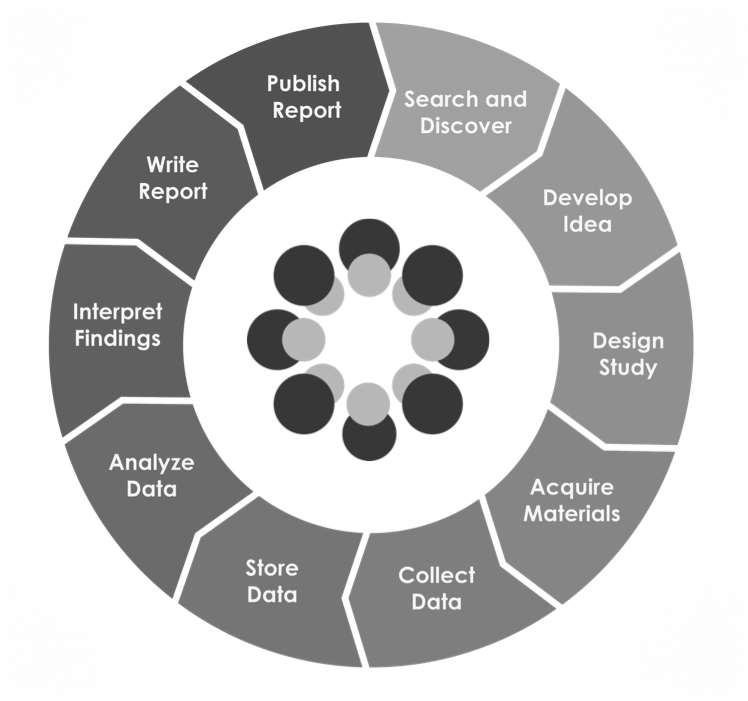 Publish
Report
Search and
Discover
Develop
Idea
Design
Study
Acquire
Materials
Collect
Data
Store
Data
Analyze
Data
Interpret
Findings
Write
Report